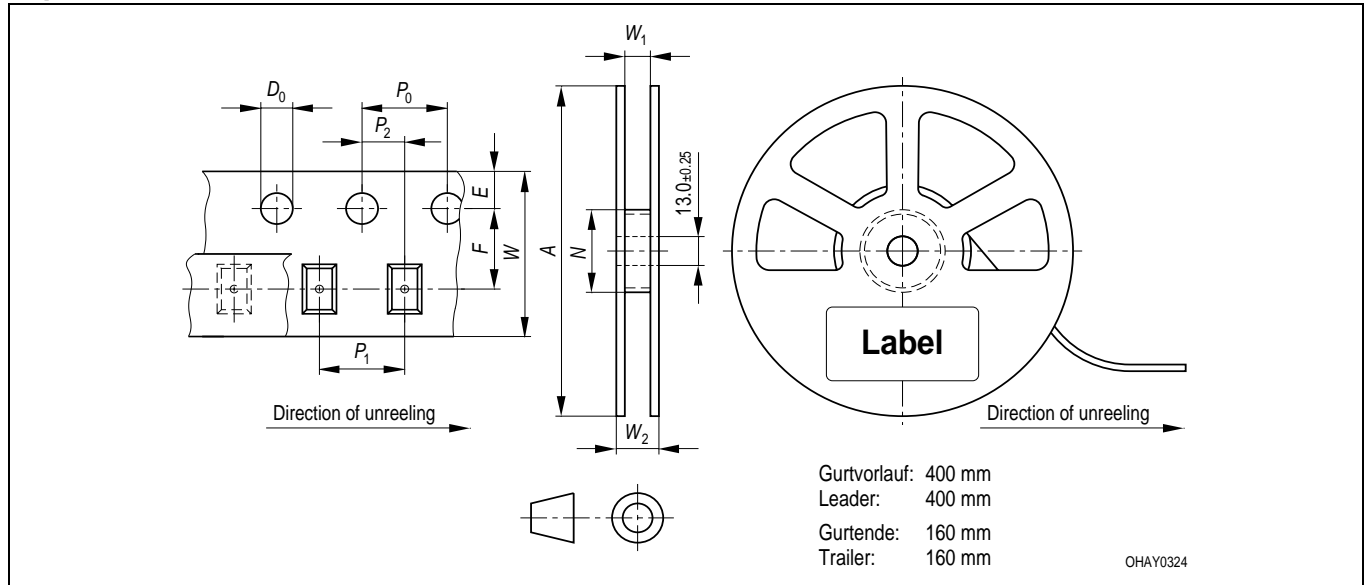 W1
D0
P0
P2
E
F
W
A
N
13.0±0.25
P1
Label
Direction of unreeling
W2
Direction of unreeling
Gurtvorlauf: 400 mm
Leader: 400 mm
Gurtende: 160 mm
Trailer: 160 mm
OHAY0324